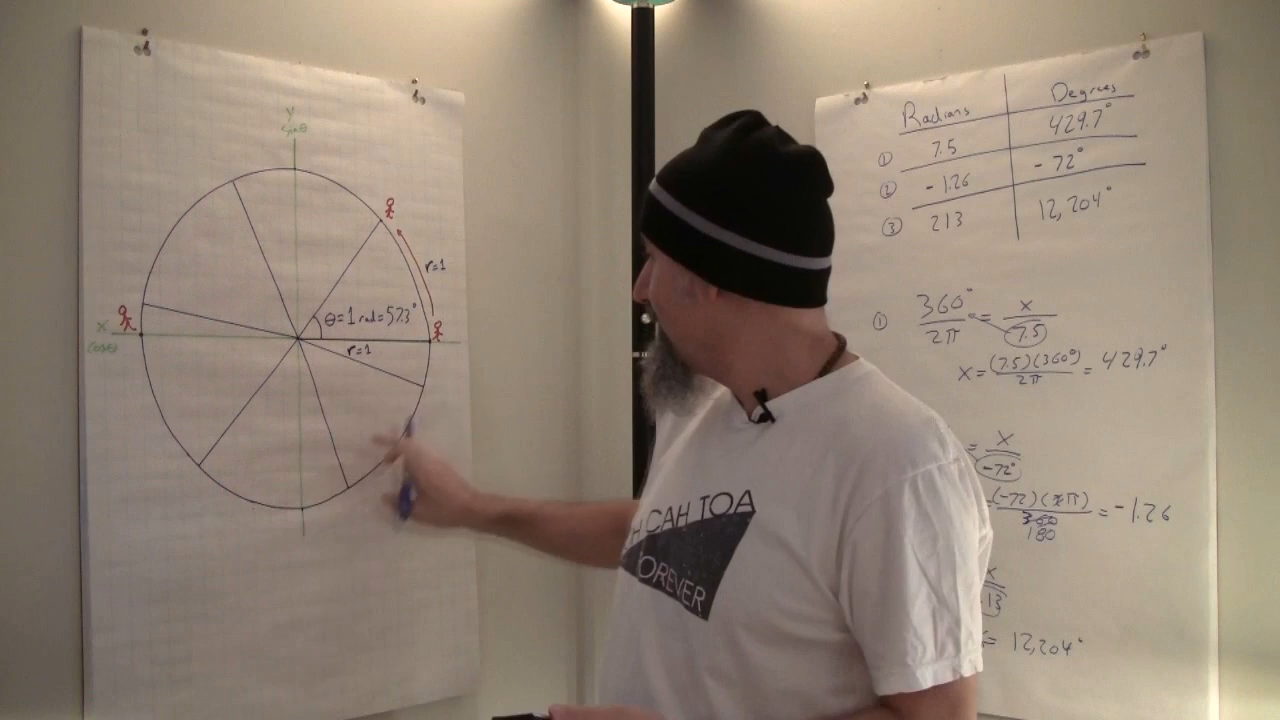 Y
sinθ
r=1
θ=1 rad=57.3°
r=1
X
cosθ
Radians Degrees
① 7.5 429.7°
② -1.26 -72°
③ 213 12,204°
① 360°/2π = x/7.5
x = (7.5)(360°)/2π = 429.7°
= x/-72°
= (-72)(2π)/360 = -1.26
180
x/13
= 12,204°
H CAH TOA
OREVER